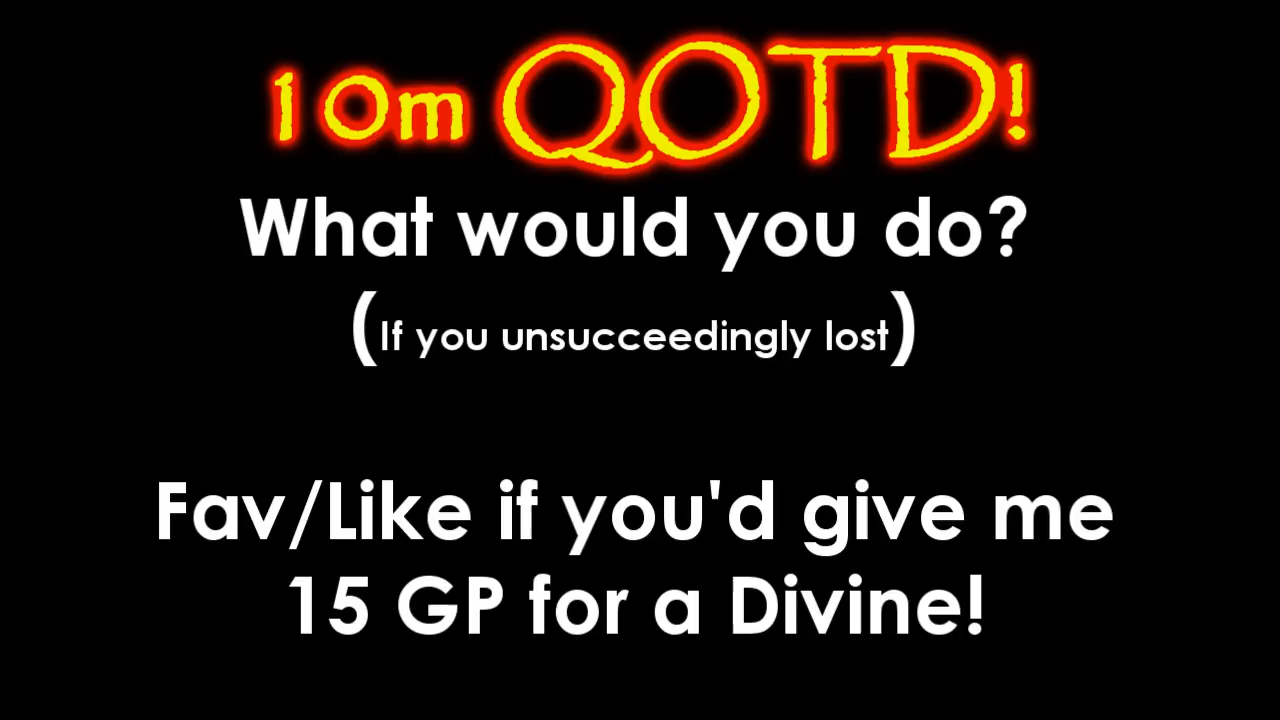 10m QOTD!
What would you do?
(If you unsucceedingly lost)
Fav/Like if you'd give me
15 GP for a Divine!